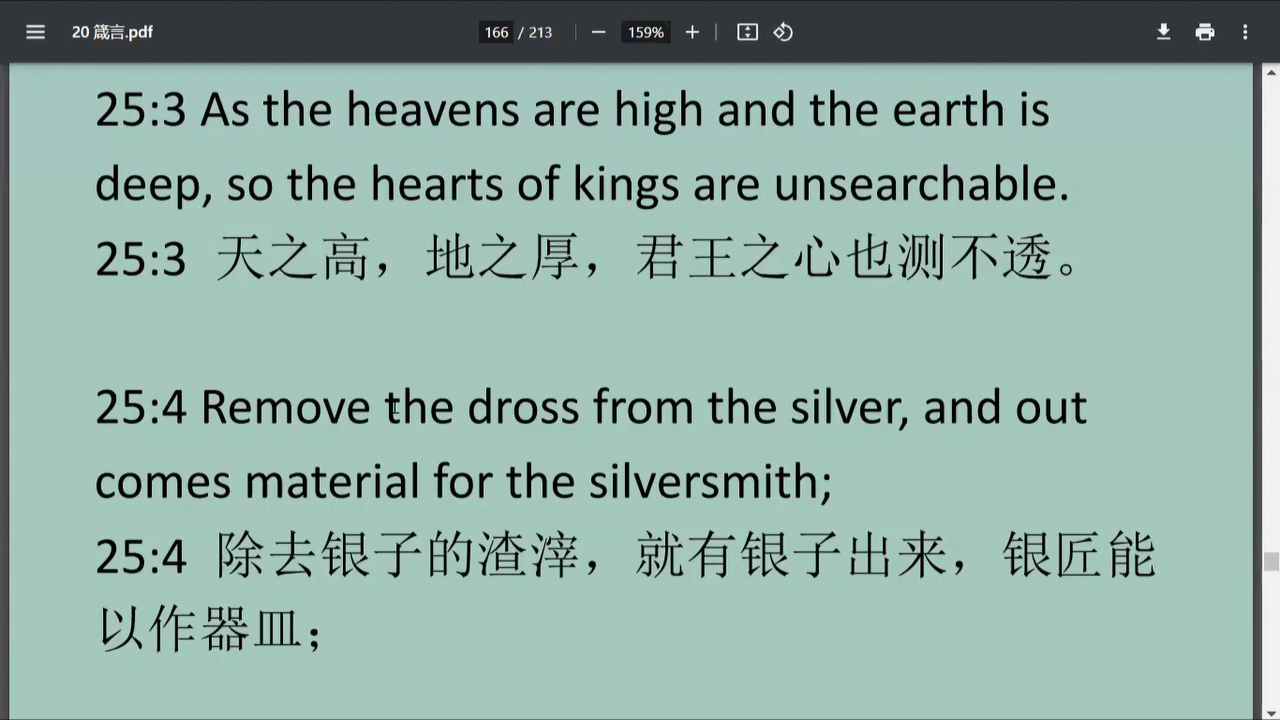 20 箴言.pdf
166 / 213
159%
25:3 As the heavens are high and the earth is
deep, so the hearts of kings are unsearchable.
25:3 天之高，地之厚，君王之心也测不透。
25:4 Remove the dross from the silver, and out
comes material for the silversmith;
25:4 除去银子的渣滓，就有银子出来，银匠能
以作器皿；